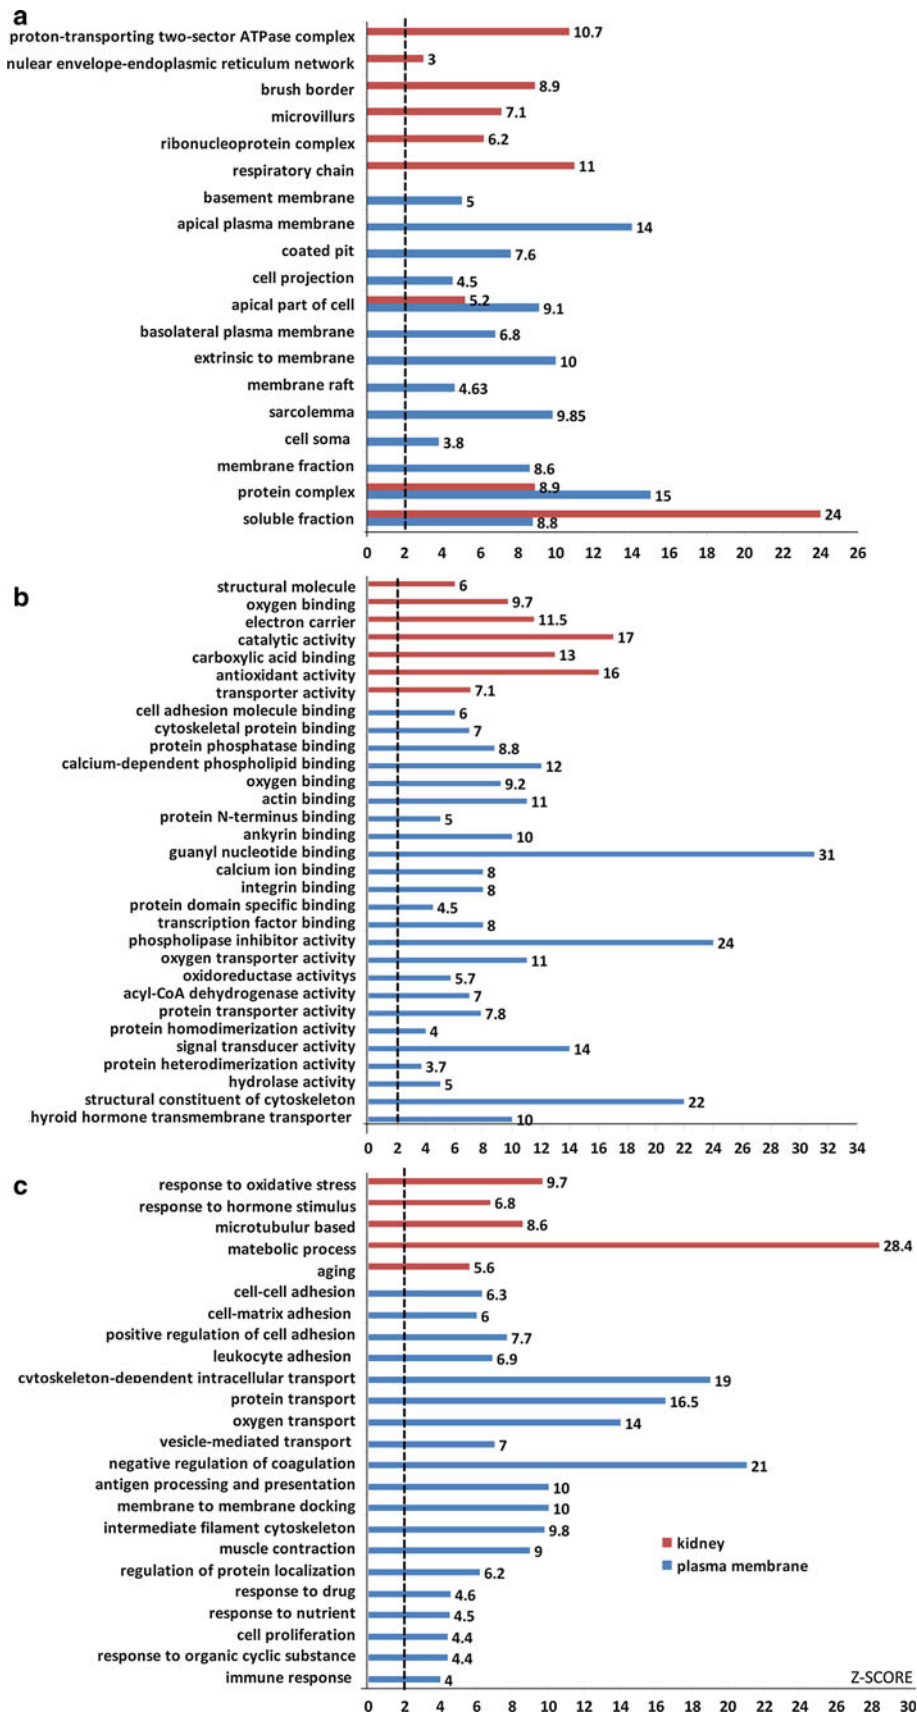 a
proton-transporting two-sector ATPase complex 10.7
nulear envelope-endoplasmic reticulum network 3
brush border 8.9
microvillurs 7.1
ribonucleoprotein complex 6.2
respiratory chain 11
basement membrane 5
apical plasma membrane 14
coated pit 7.6
cell projection 4.5
apical part of cell 5.2 9.1
basolateral plasma membrane 6.8
extrinsic to membrane 10
membrane raft 4.63
sarcolemma 9.85
cell soma 3.8
membrane fraction 8.6
protein complex 8.9 15
soluble fraction 24 8.8
0 2 4 6 8 10 12 14 16 18 20 22 24 26
b
structural molecule 6
oxygen binding 9.7
electron carrier 11.5
catalytic activity 17
carboxylic acid binding 13
antioxidant activity 16
transporter activity 7.1
cell adhesion molecule binding 6
cytoskeletal protein binding 7
protein phosphatase binding 8.8
calcium-dependent phospholipid binding 12
oxygen binding 9.2
actin binding 11
protein N-terminus binding 5
ankyrin binding 10
guanyl nucleotide binding 31
calcium ion binding 8
integrin binding 8
protein domain specific binding 4.5
transcription factor binding 8
phospholipase inhibitor activity 24
oxygen transporter activity 11
oxidoreductase activitys 5.7
acyl-CoA dehydrogenase activity 7
protein transporter activity 7.8
protein homodimerization activity 4
signal transducer activity 14
protein heterodimerization activity 3.7
hydrolase activity 5
structural constituent of cytoskeleton 22
hyroid hormone transmembrane transporter 10
0 2 4 6 8 10 12 14 16 18 20 22 24 26 28 30 32 34
c
response to oxidative stress 9.7
response to hormone stimulus 6.8
microtubulur based 8.6
matebolic process 28.4
aging 5.6
cell-cell adhesion 6.3
cell-matrix adhesion 6
positive regulation of cell adhesion 7.7
leukocyte adhesion 6.9
cytoskeleton-dependent intracellular transport 19
protein transport 16.5
oxygen transport 14
vesicle-mediated transport 7
negative regulation of coagulation 21
antigen processing and presentation 10
membrane to membrane docking 10
intermediate filament cytoskeleton 9.8
kidney
muscle contraction 9
plasma membrane
regulation of protein localization 6.2
response to drug 4.6
response to nutrient 4.5
cell proliferation 4.4
response to organic cyclic substance 4.4
immune response 4
Z-SCORE
0 2 4 6 8 10 12 14 16 18 20 22 24 26 28 30